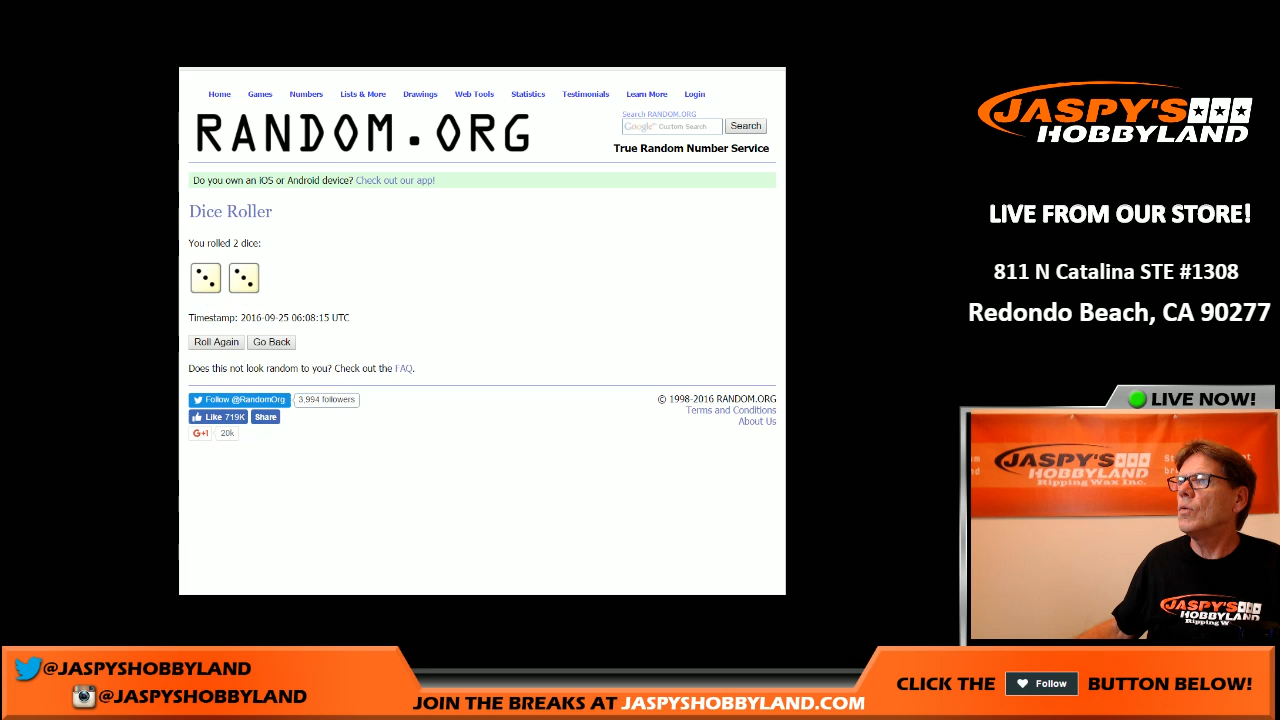 Home Games Numbers Lists & More Drawings Web Tools Statistics Testimonials Learn More Login
RANDOM.ORG
Search RANDOM.ORG
Google™ Custom Search Search
True Random Number Service
Do you own an iOS or Android device? Check out our app!
Dice Roller
You rolled 2 dice:
Timestamp: 2016-09-25 06:08:15 UTC
Roll Again Go Back
Does this not look random to you? Check out the FAQ.
Follow @RandomOrg 3,994 followers
Like 719K Share
G+1 20k
© 1998-2016 RANDOM.ORG
Terms and Conditions
About Us
JASPY'S
HOBBYLAND
LIVE FROM OUR STORE!
811 N Catalina STE #1308
Redondo Beach, CA 90277
LIVE NOW!
JASPY'S
HOBBYLAND
Ripping Wax Inc.
JASPY'S
HOBBYLAND
Ripping W
@JASPYSHOBBYLAND
@JASPYSHOBBYLAND
JOIN THE BREAKS AT JASPYSHOBBYLAND.COM
CLICK THE Follow BUTTON BELOW!